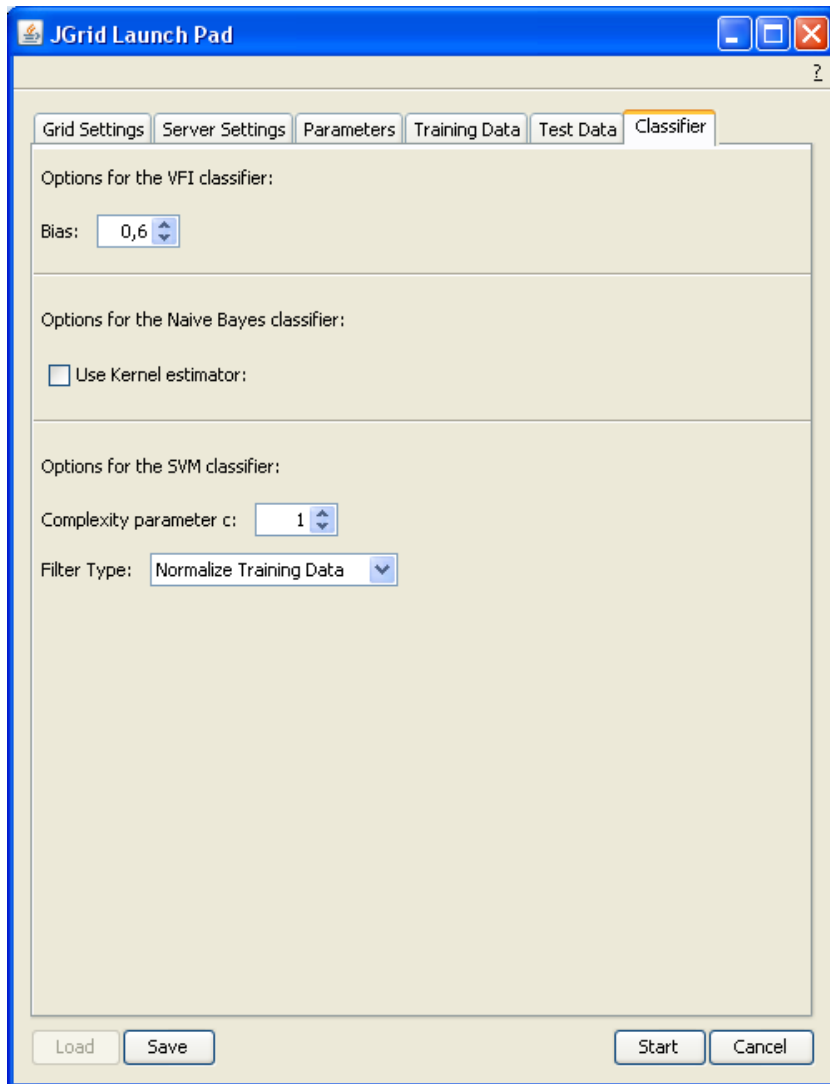 JGrid Launch Pad
?
Grid Settings Server Settings Parameters Training Data Test Data Classifier
Options for the VFI classifier:
Bias: 0,6
Options for the Naive Bayes classifier:
Use Kernel estimator:
Options for the SVM classifier:
Complexity parameter c: 1
Filter Type: Normalize Training Data
Load Save Start Cancel